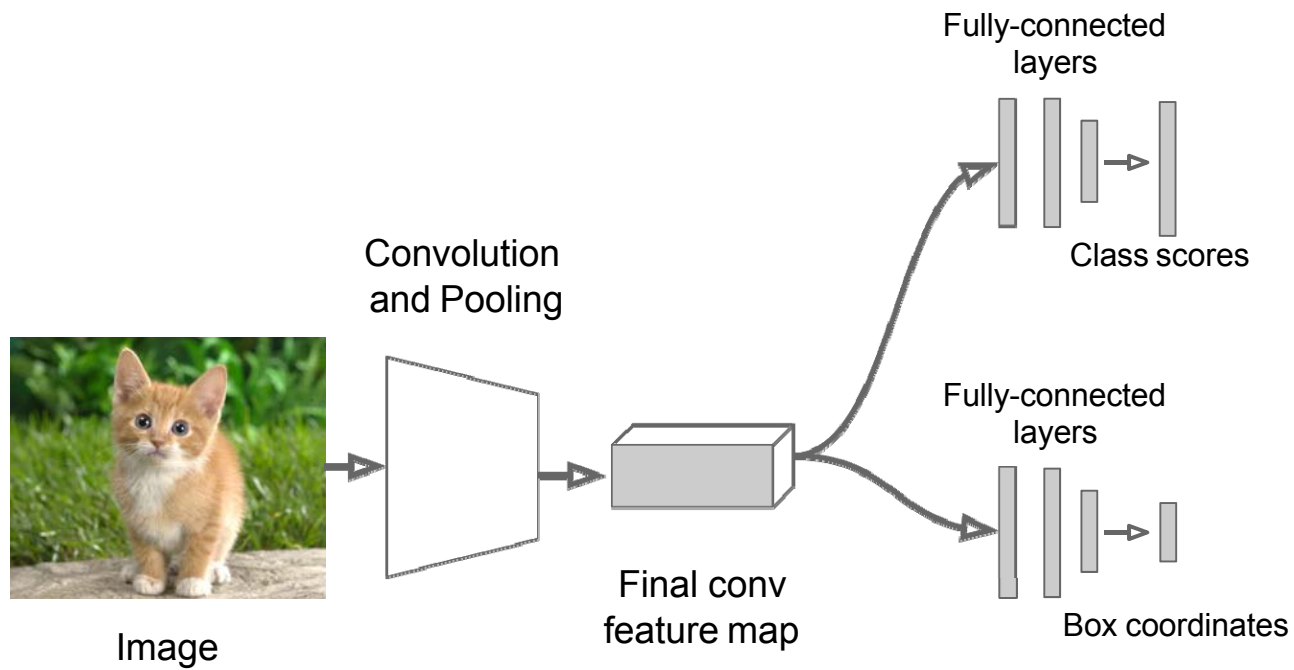 Fully-connected
layers
Class scores
Convolution
and Pooling
Fully-connected
layers
Box coordinates
Final conv
feature map
Image